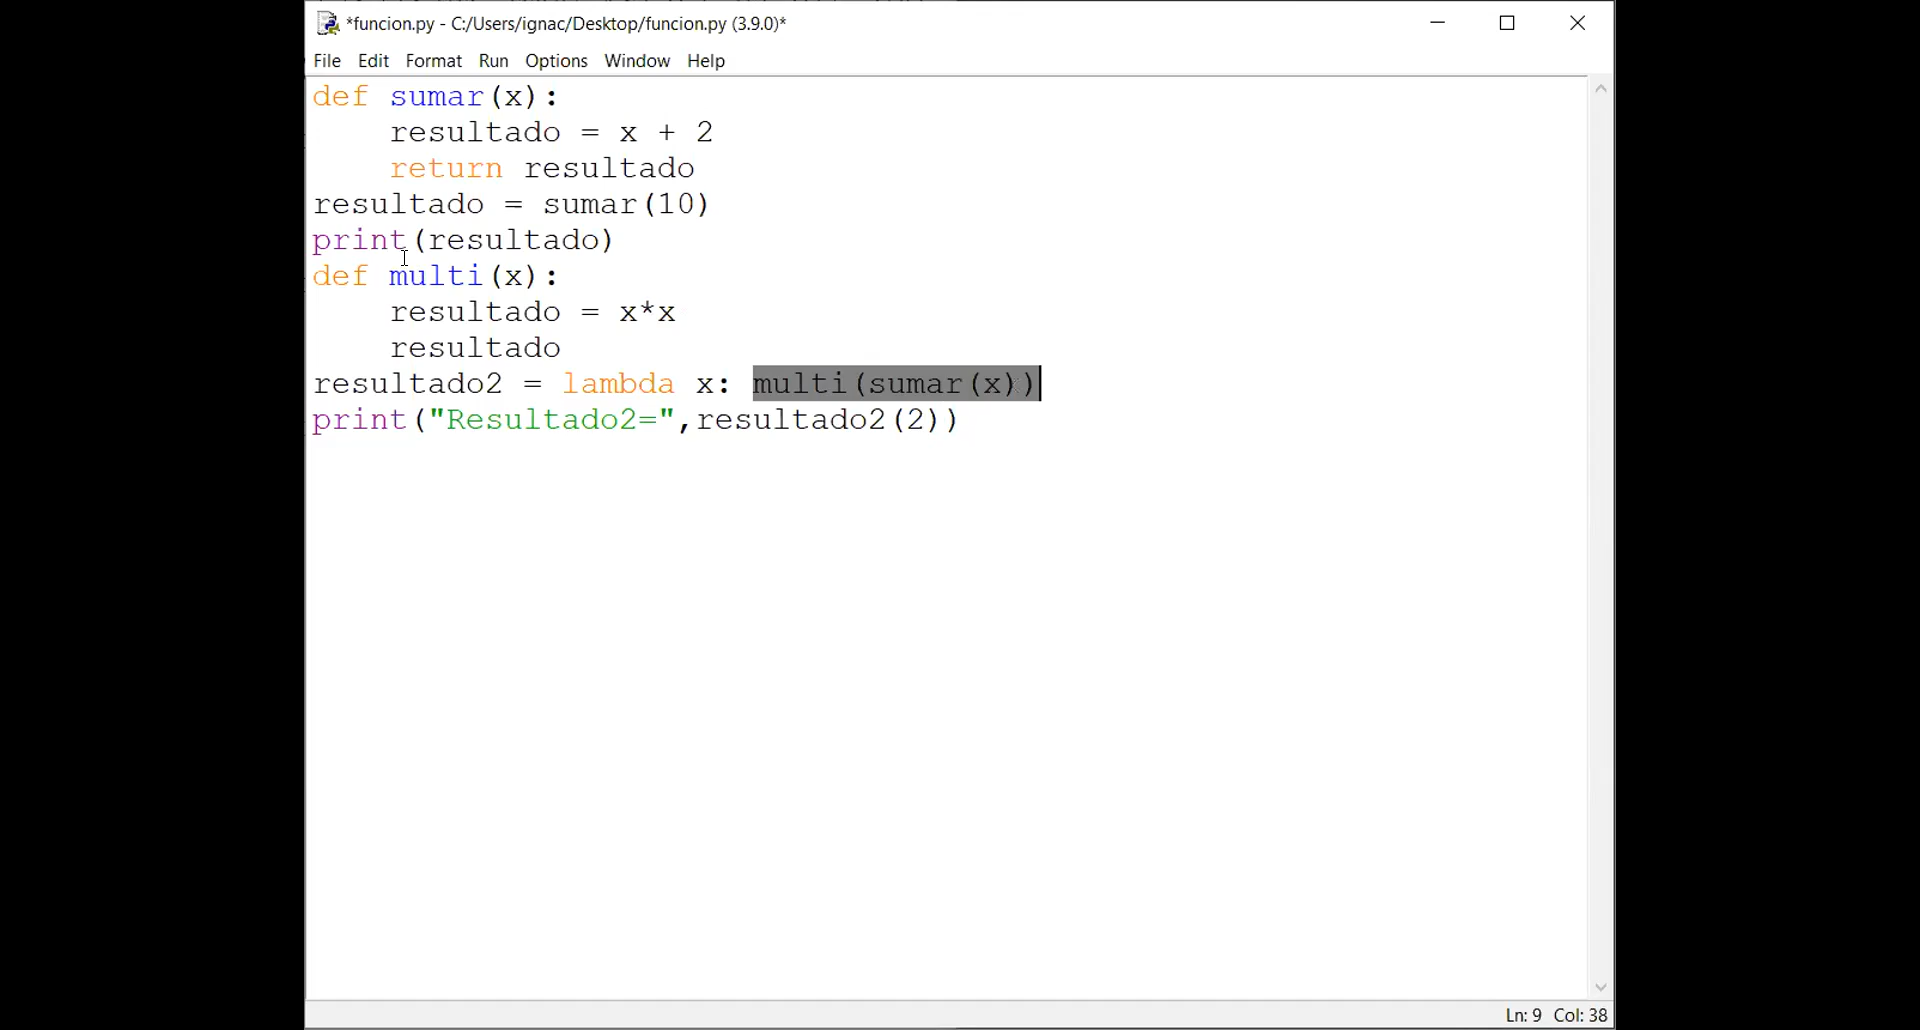 *funcion.py - C:/Users/ignac/Desktop/funcion.py (3.9.0)*
File Edit Format Run Options Window Help
def sumar(x):
    resultado = x + 2
    return resultado
resultado = sumar(10)
print(resultado)
def multi(x):
    resultado = x*x
    resultado
resultado2 = lambda x: multi(sumar(x))
print("Resultado2=",resultado2(2))
Ln: 9 Col: 38